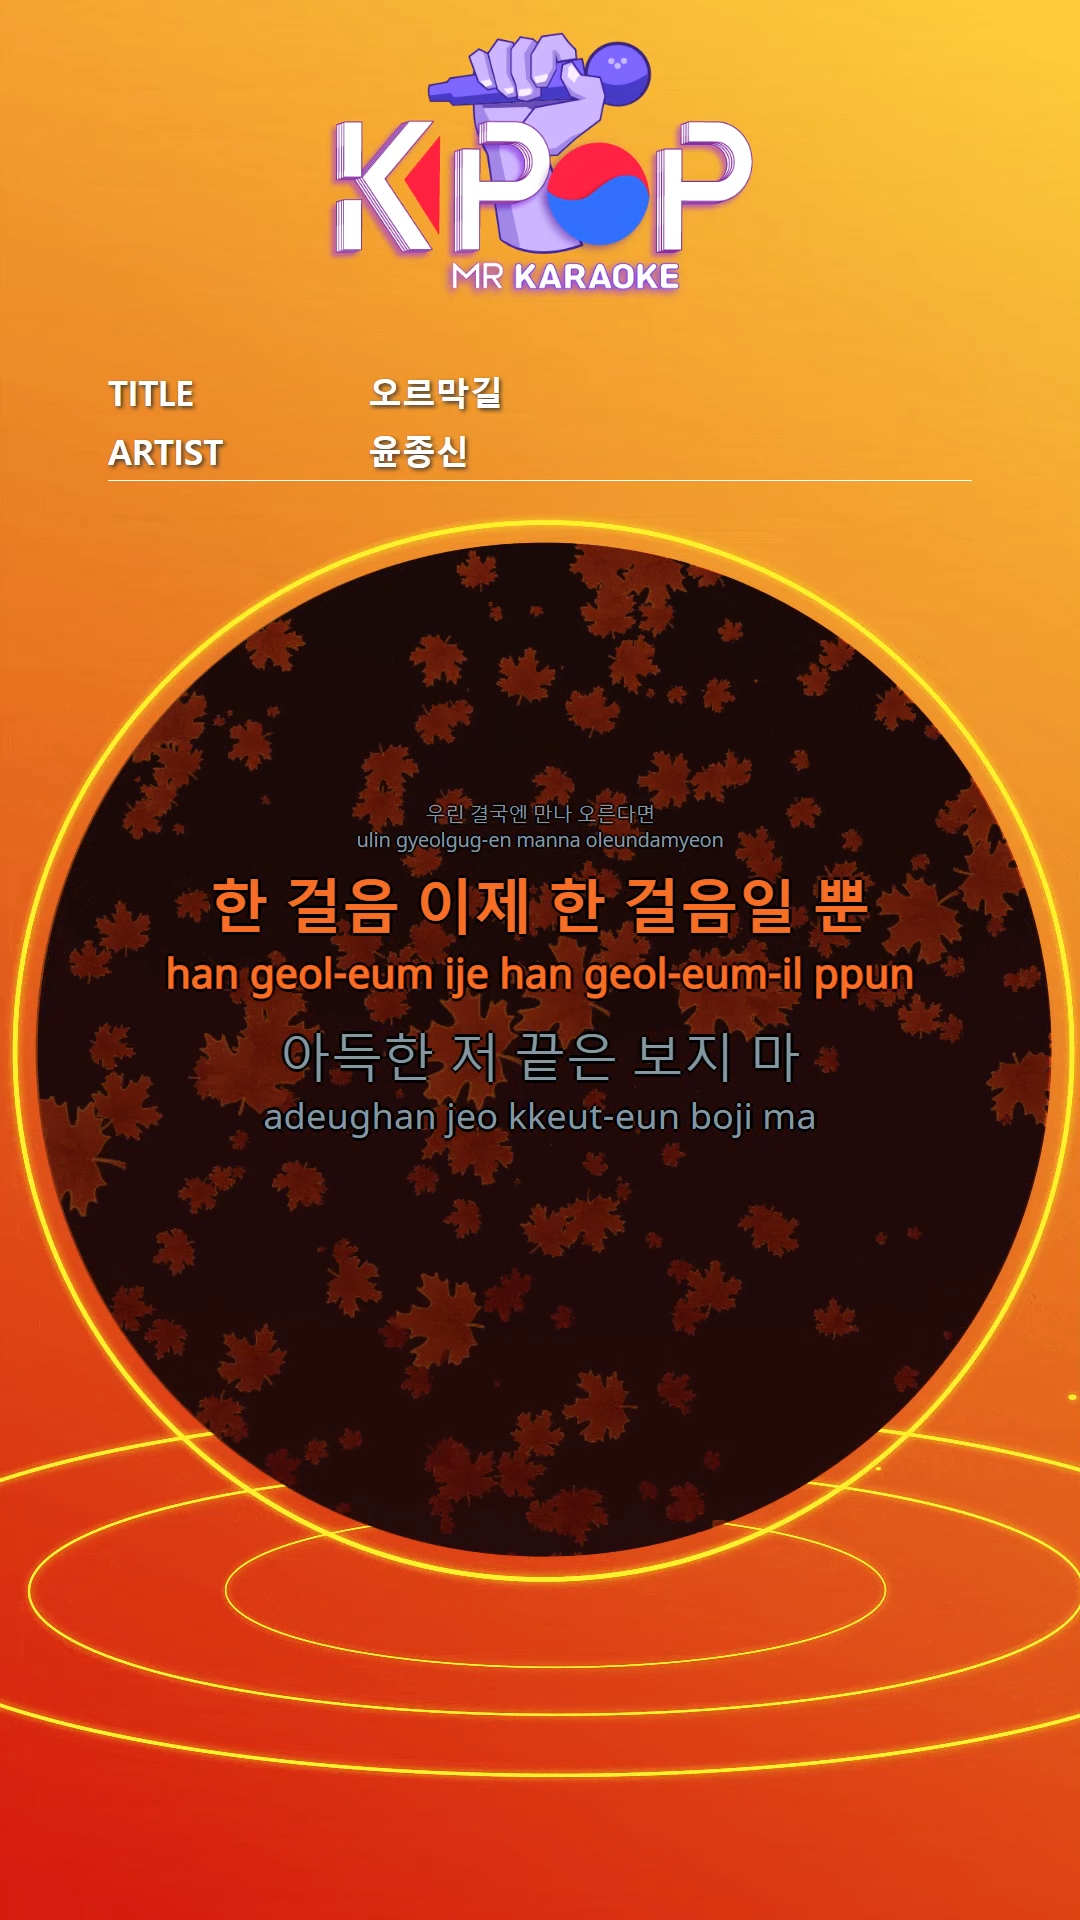 KPOP
MR KARAOKE
TITLE 오르막길
ARTIST 윤종신
우린 결국엔 만나 오른다면
ulin gyeolgug-en manna oleundamyeon
한 걸음 이제 한 걸음일 뿐
han geol-eum ije han geol-eum-il ppun
아득한 저 끝은 보지 마
adeughan jeo kkeut-eun boji ma